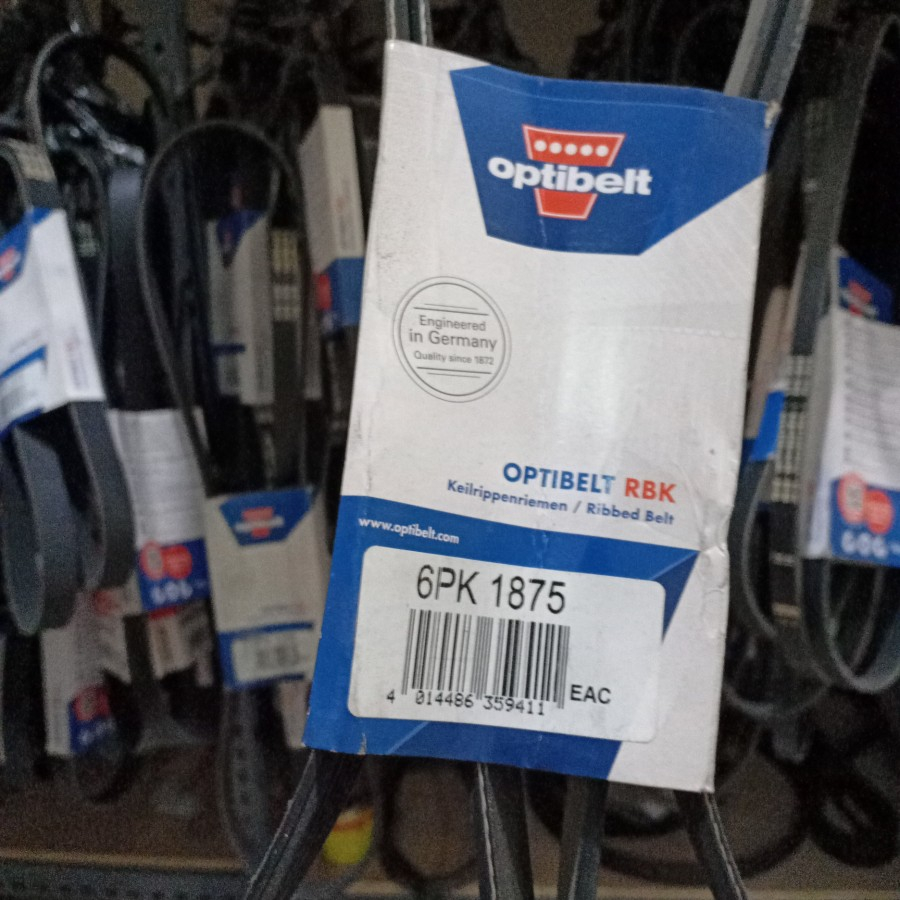 optibelt
Engineered
in Germany
Quality since 1872
OPTIBELT RBK
Keilrippenriemen / Ribbed Belt
www.optibelt.com
6PK 1875
4 014486 359411
EAC